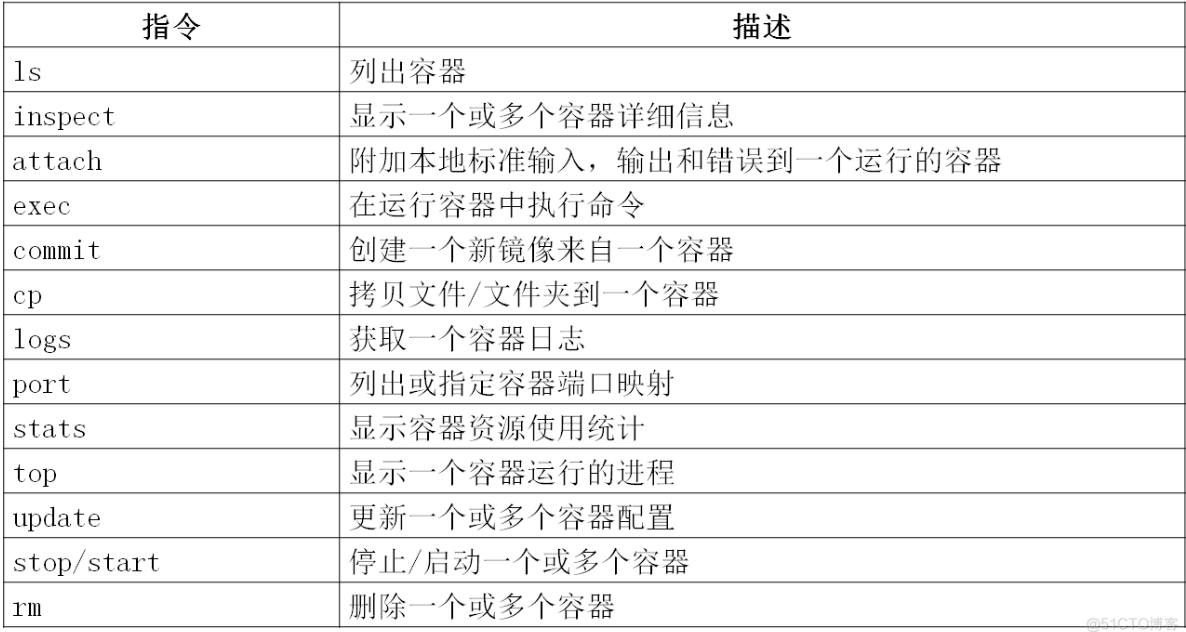 指令 描述
ls 列出容器
inspect 显示一个或多个容器详细信息
attach 附加本地标准输入，输出和错误到一个运行的容器
exec 在运行容器中执行命令
commit 创建一个新镜像来自一个容器
cp 拷贝文件/文件夹到一个容器
logs 获取一个容器日志
port 列出或指定容器端口映射
stats 显示容器资源使用统计
top 显示一个容器运行的进程
update 更新一个或多个容器配置
stop/start 停止/启动一个或多个容器
rm 删除一个或多个容器
@51CTO博客